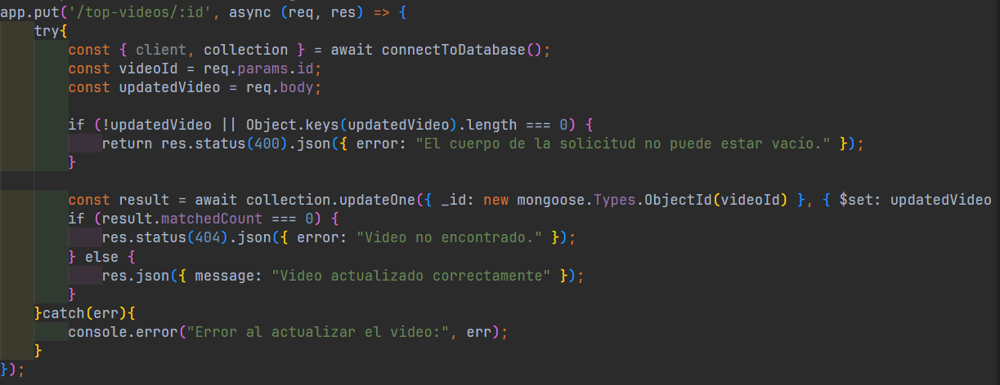 app.put('/top-videos/:id', async (req, res) => {
    try{
        const { client, collection } = await connectToDatabase();
        const videoId = req.params.id;
        const updatedVideo = req.body;

        if (!updatedVideo || Object.keys(updatedVideo).length === 0) {
            return res.status(400).json({ error: "El cuerpo de la solicitud no puede estar vacío." });
        }

        const result = await collection.updateOne({ _id: new mongoose.Types.ObjectId(videoId) }, { $set: updatedVideo
        if (result.matchedCount === 0) {
            res.status(404).json({ error: "Video no encontrado." });
        } else {
            res.json({ message: "Video actualizado correctamente" });
        }
    }catch(err){
        console.error("Error al actualizar el video:", err);
    }
});